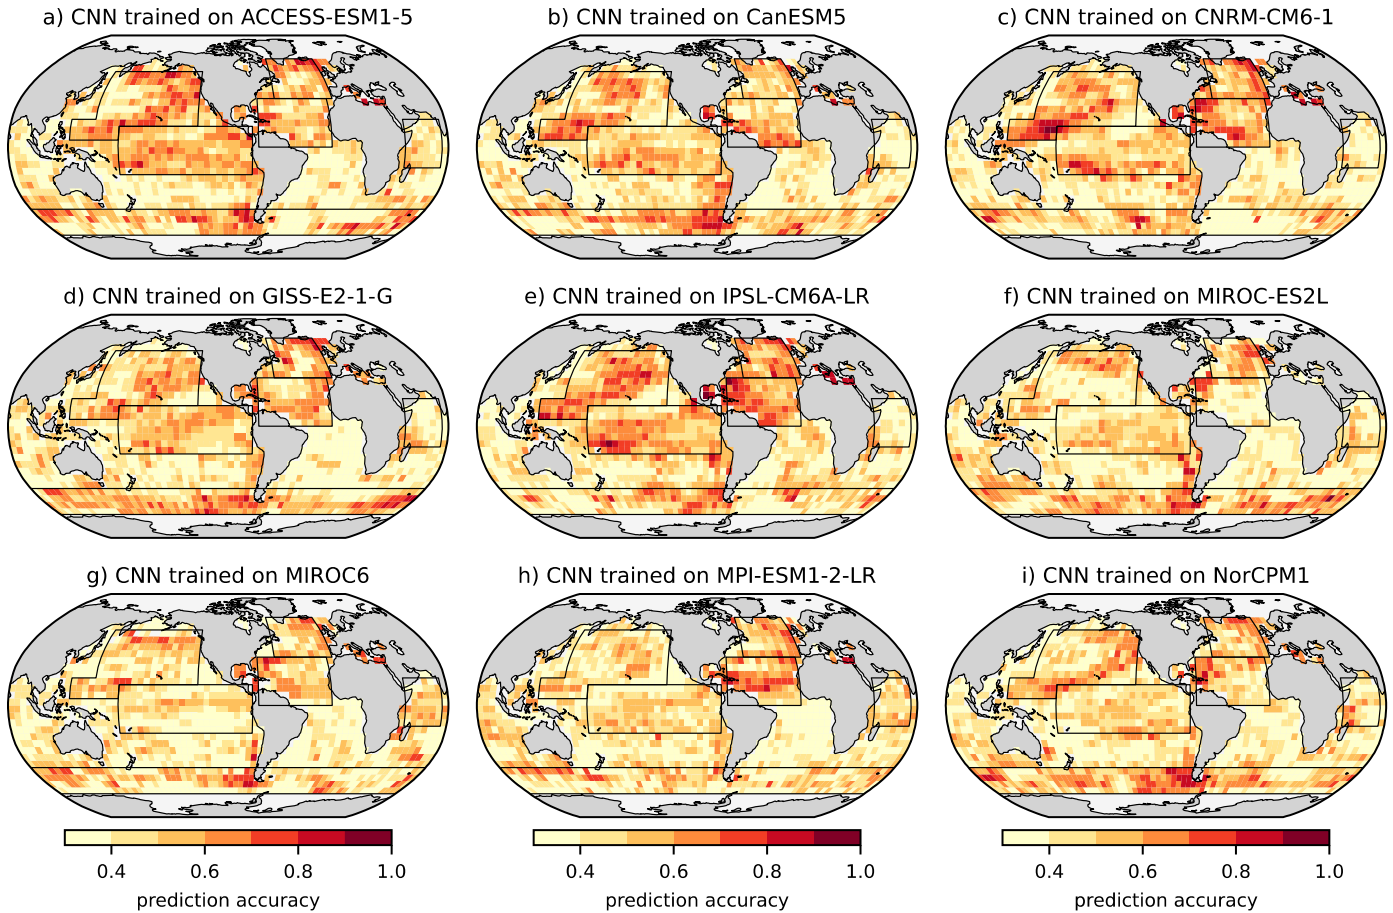 a) CNN trained on ACCESS-ESM1-5
b) CNN trained on CanESM5
c) CNN trained on CNRM-CM6-1
d) CNN trained on GISS-E2-1-G
e) CNN trained on IPSL-CM6A-LR
f) CNN trained on MIROC-ES2L
g) CNN trained on MIROC6
h) CNN trained on MPI-ESM1-2-LR
i) CNN trained on NorCPM1
0.4 0.6 0.8 1.0
prediction accuracy
0.4 0.6 0.8 1.0
prediction accuracy
0.4 0.6 0.8 1.0
prediction accuracy